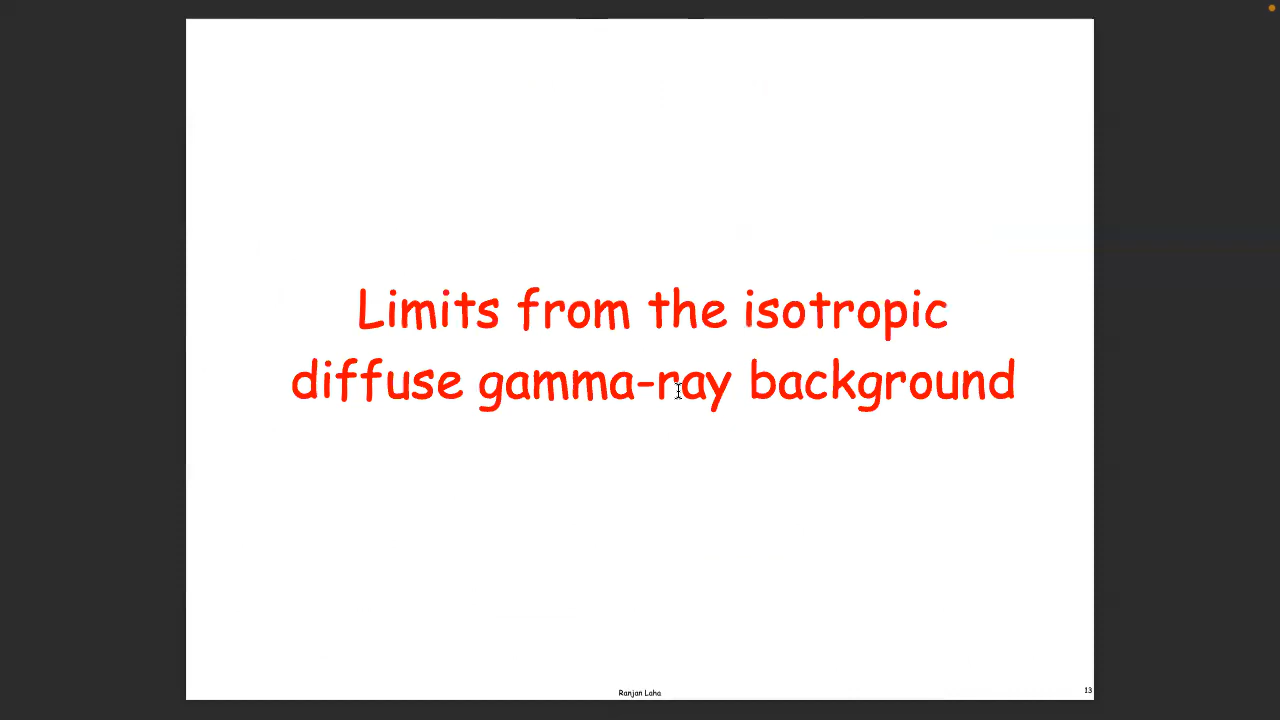 Limits from the isotropic
diffuse gamma-ray background
Ranjan Laha
13